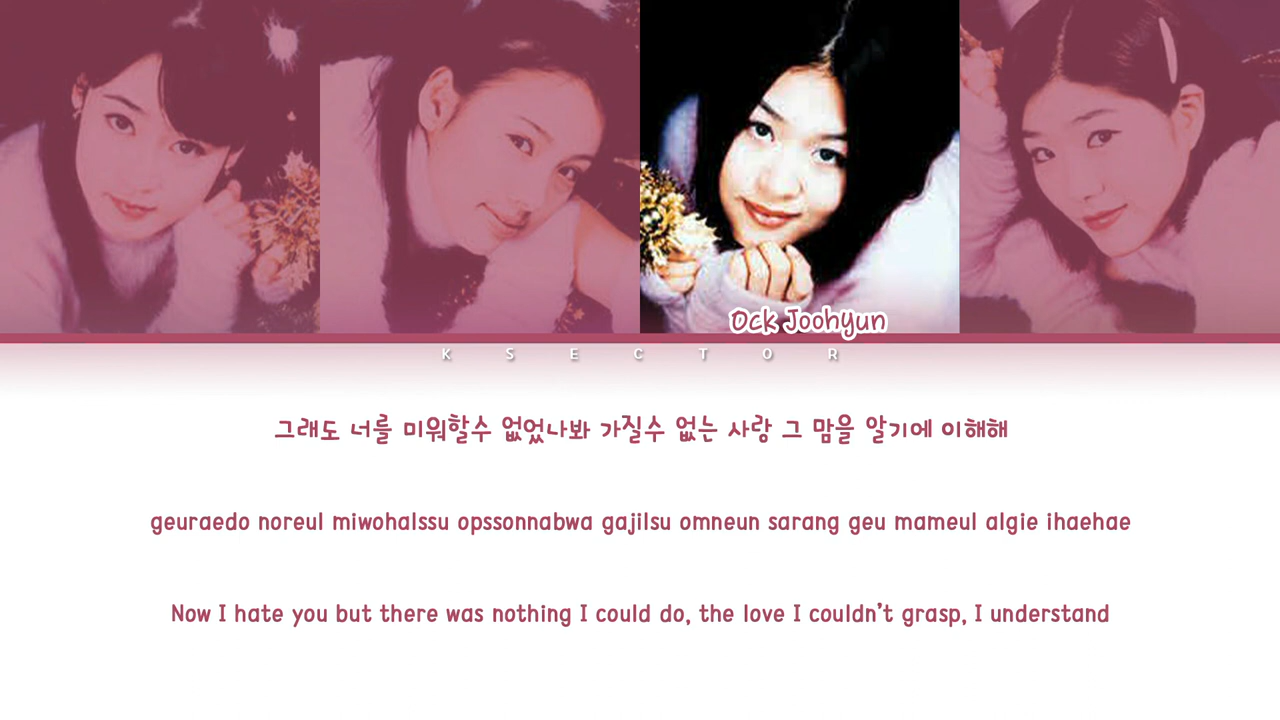 Ock Joohyun
K S E C T O R
그래도 너를 미워할수 없었나봐 가질수 없는 사랑 그 맘을 알기에 이해해
geuraedo noreul miwohalssu opssonnabwa gajilsu omneun sarang geu mameul algie ihaehae
Now I hate you but there was nothing I could do, the love I couldn't grasp, I understand